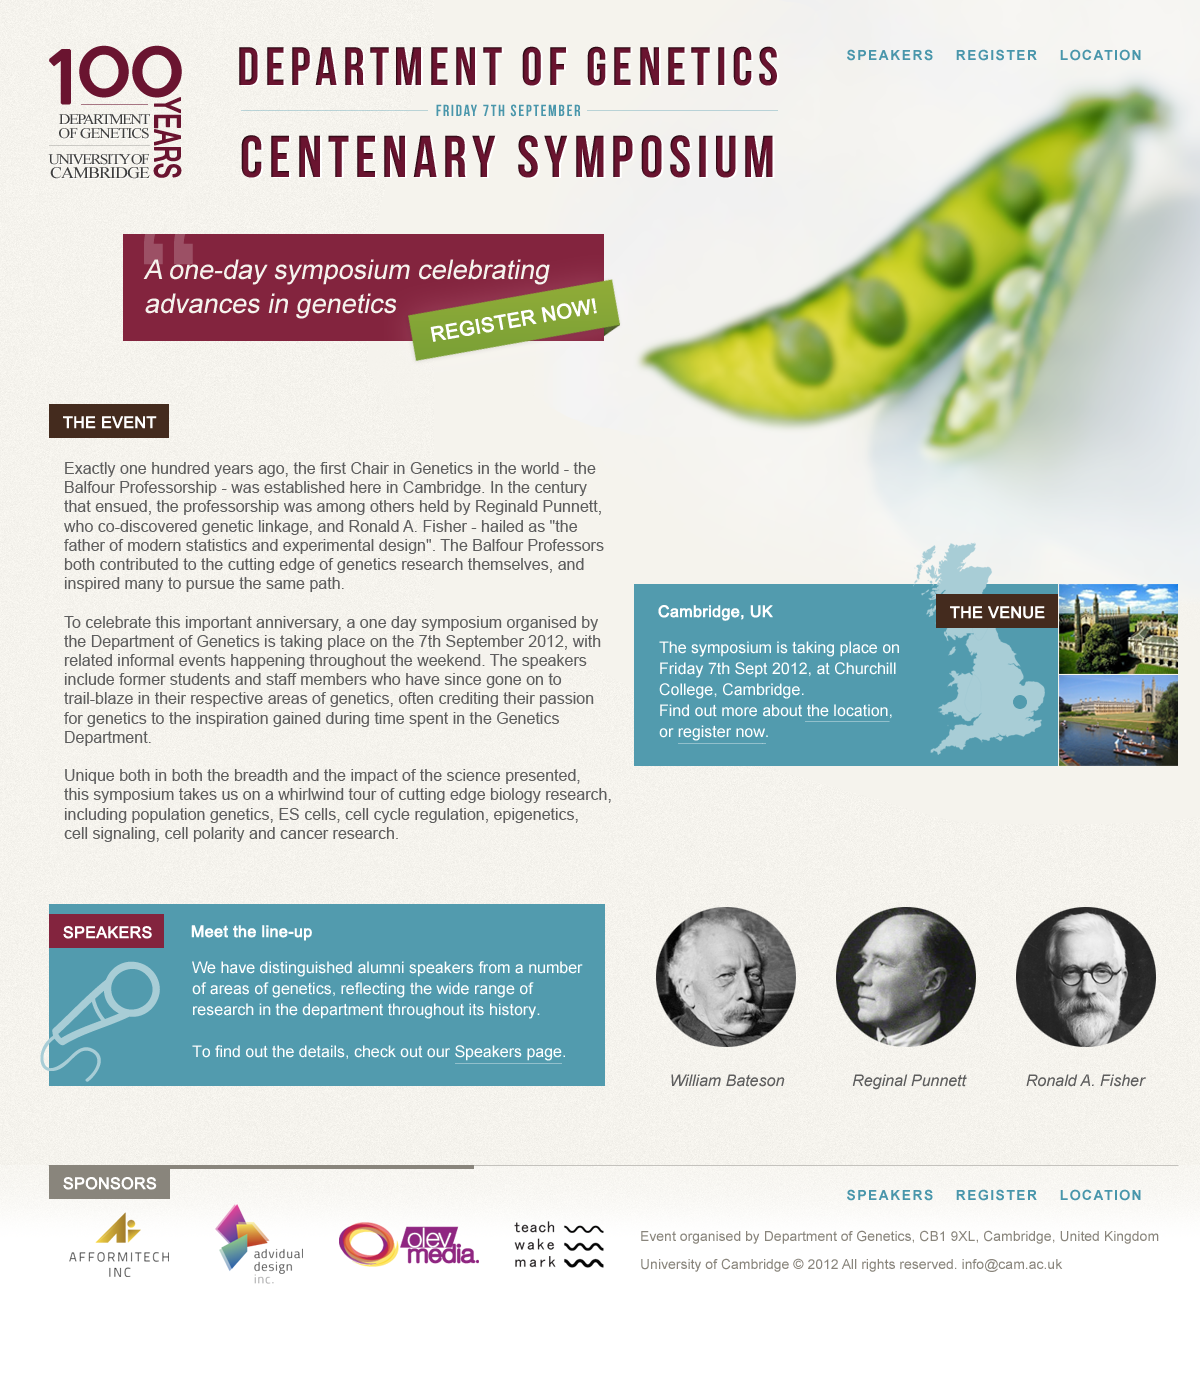 100
YEARS
DEPARTMENT
OF GENETICS
UNIVERSITY OF
CAMBRIDGE
DEPARTMENT OF GENETICS
FRIDAY 7TH SEPTEMBER
CENTENARY SYMPOSIUM
SPEAKERS REGISTER LOCATION
“
A one-day symposium celebrating
advances in genetics
REGISTER NOW!
THE EVENT
Exactly one hundred years ago, the first Chair in Genetics in the world - the
Balfour Professorship - was established here in Cambridge. In the century
that ensued, the professorship was among others held by Reginald Punnett,
who co-discovered genetic linkage, and Ronald A. Fisher - hailed as "the
father of modern statistics and experimental design". The Balfour Professors
both contributed to the cutting edge of genetics research themselves, and
inspired many to pursue the same path.
To celebrate this important anniversary, a one day symposium organised by
the Department of Genetics is taking place on the 7th September 2012, with
related informal events happening throughout the weekend. The speakers
include former students and staff members who have since gone on to
trail-blaze in their respective areas of genetics, often crediting their passion
for genetics to the inspiration gained during time spent in the Genetics
Department.
Unique both in both the breadth and the impact of the science presented,
this symposium takes us on a whirlwind tour of cutting edge biology research,
including population genetics, ES cells, cell cycle regulation, epigenetics,
cell signaling, cell polarity and cancer research.
Cambridge, UK
THE VENUE
The symposium is taking place on
Friday 7th Sept 2012, at Churchill
College, Cambridge.
Find out more about the location,
or register now.
SPEAKERS
Meet the line-up
We have distinguished alumni speakers from a number
of areas of genetics, reflecting the wide range of
research in the department throughout its history.
To find out the details, check out our Speakers page.
William Bateson
Reginal Punnett
Ronald A. Fisher
SPONSORS
AFFORMITECH
INC
advidual
design
inc.
olev
media.
teach
wake
mark
SPEAKERS REGISTER LOCATION
Event organised by Department of Genetics, CB1 9XL, Cambridge, United Kingdom
University of Cambridge © 2012 All rights reserved. info@cam.ac.uk